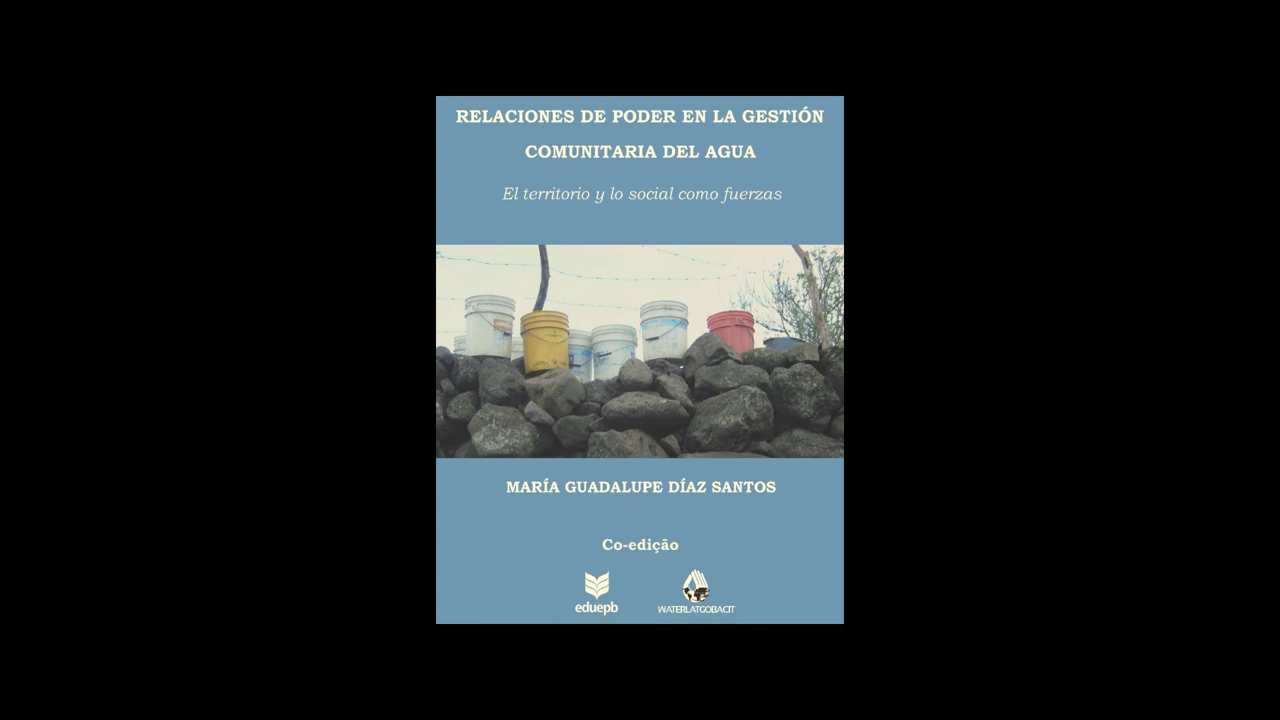 RELACIONES DE PODER EN LA GESTIÓN
COMUNITARIA DEL AGUA
El territorio y lo social como fuerzas
MARÍA GUADALUPE DÍAZ SANTOS
Co-edição
eduepb
WATERLATGOBACIT